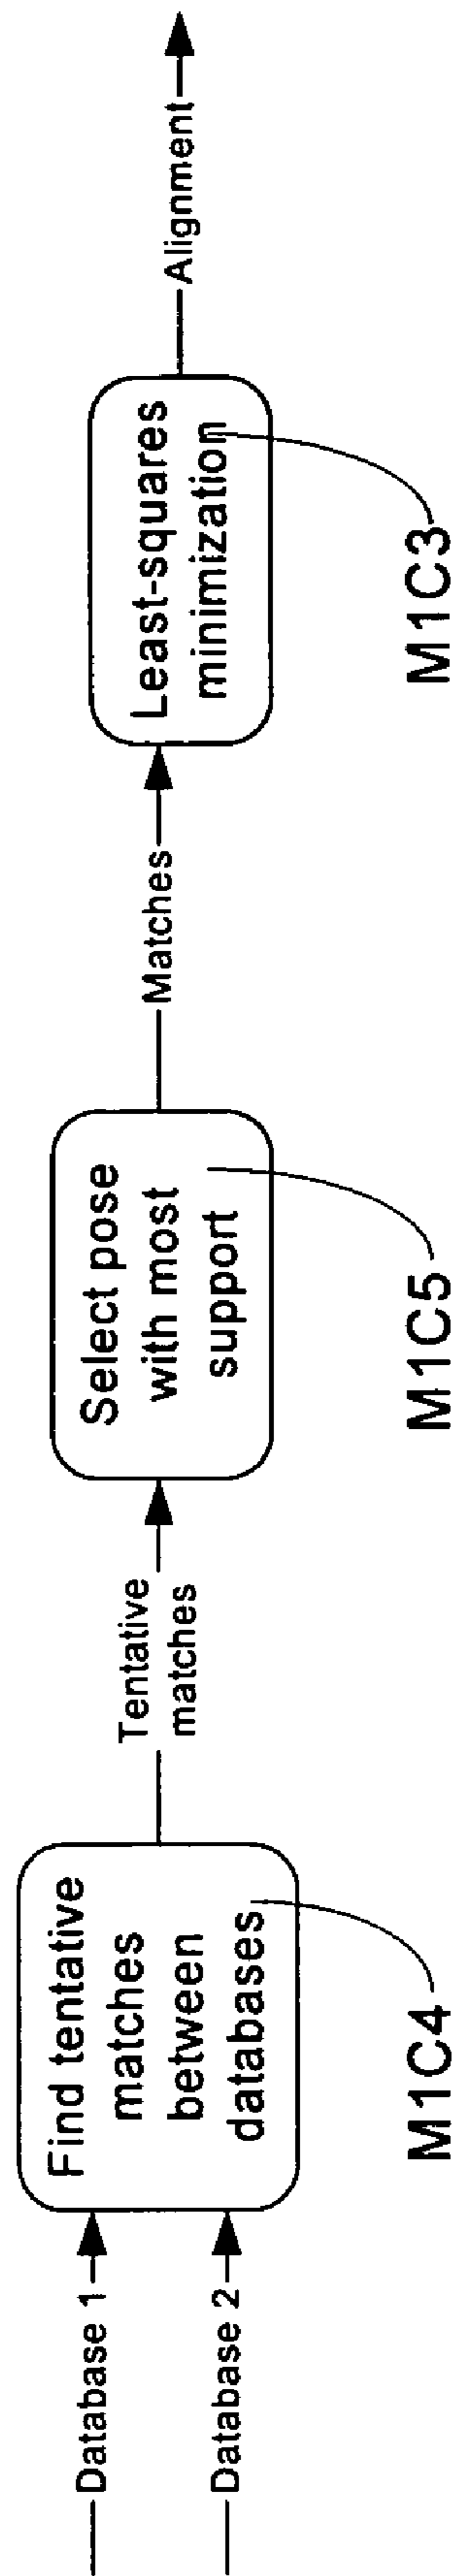 Database 1
Database 2
Find tentative
matches
between
databases
M1C4
Tentative
matches
Select pose
with most
support
M1C5
Matches
Least-squares
minimization
M1C3
Alignment